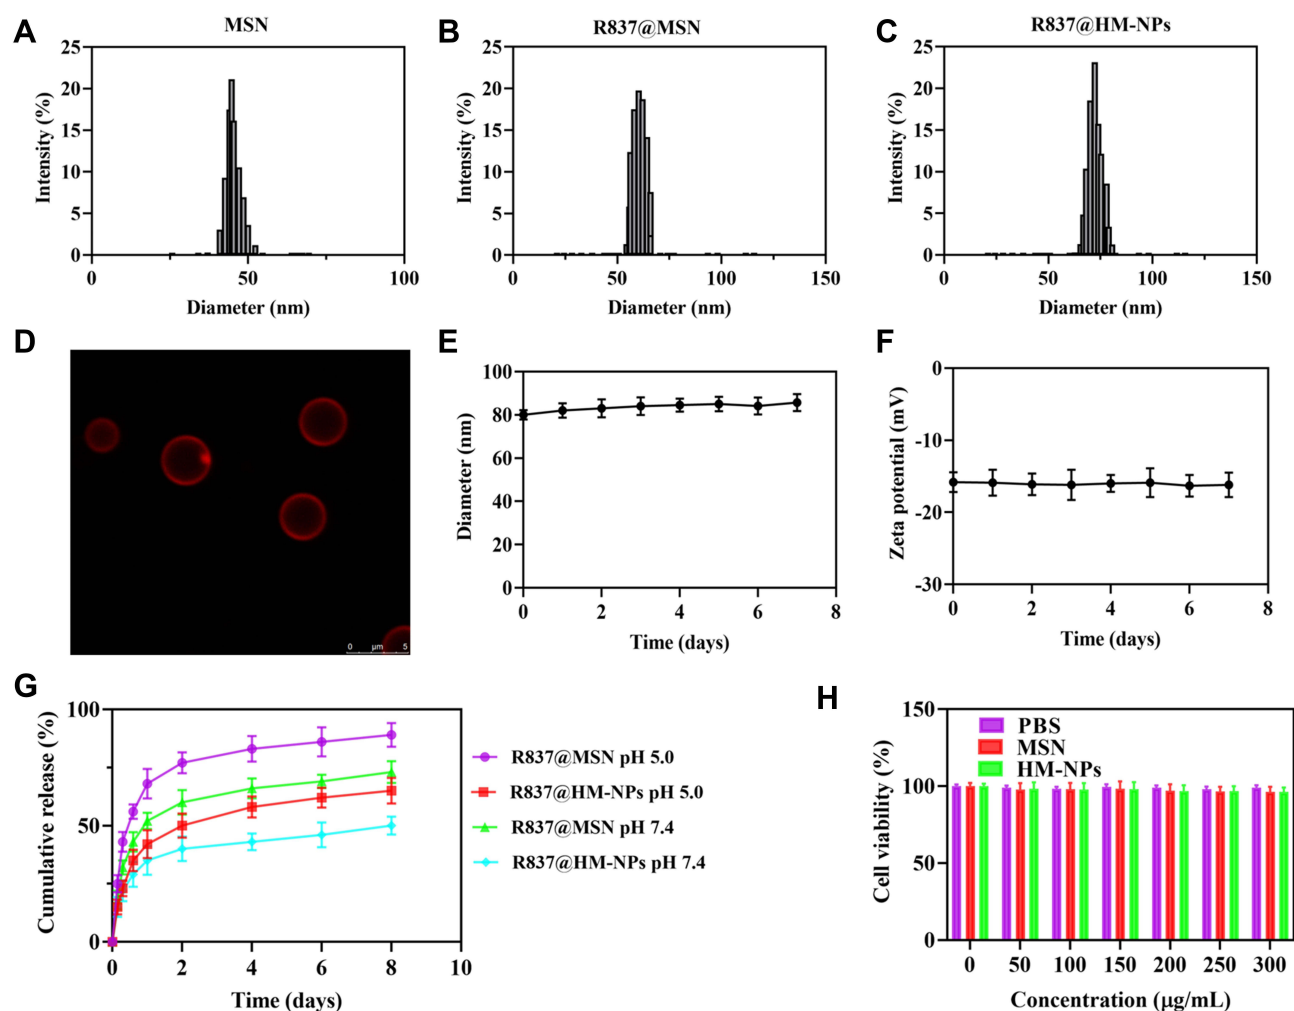 A
MSN
Intensity (%)
25
20
15
10
5
0
0 50 100
Diameter (nm)
B
R837@MSN
Intensity (%)
25
20
15
10
5
0
0 50 100 150
Diameter (nm)
C
R837@HM-NPs
Intensity (%)
25
20
15
10
5
0
0 50 100 150
Diameter (nm)
D
0 µm 5
E
Diameter (nm)
100
80
60
40
20
0
0 2 4 6 8
Time (days)
F
Zeta potential (mV)
0
-10
-20
-30
0 2 4 6 8
Time (days)
G
Cumulative release (%)
100
50
0
0 2 4 6 8 10
Time (days)
R837@MSN pH 5.0
R837@HM-NPs pH 5.0
R837@MSN pH 7.4
R837@HM-NPs pH 7.4
H
Cell viability (%)
150
100
50
0
PBS
MSN
HM-NPs
0 50 100 150 200 250 300
Concentration (µg/mL)